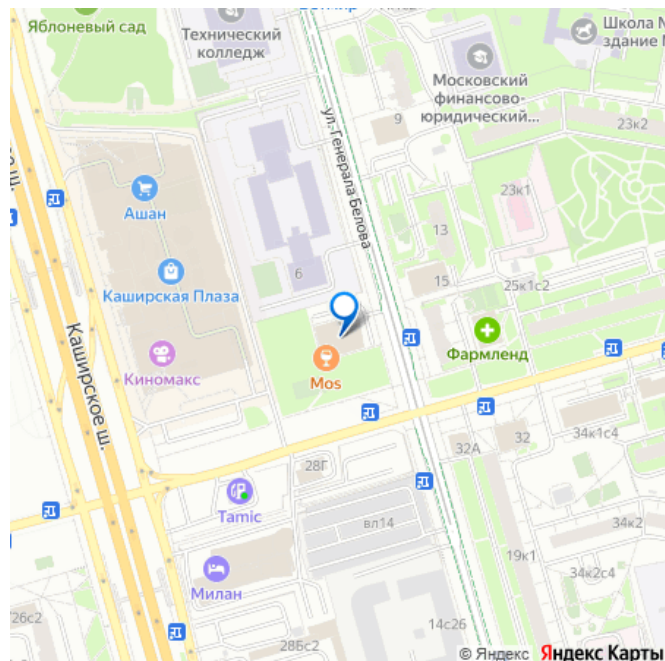 Яблоневый сад
Технический
колледж
Школа №
здание №
Московский
финансово-
юридический...
9
23к2
ул. Генерала Белова
23к1
Ашан
13
6
15
25к1с2
Каширская Плаза
Фармленд
Киномакс
Mos
Каширское ш.
32А
32
34к1с4
28Г
Tamic
вл14
34к2
19к1
Милан
34к2с4
26с2
14с26
28Бс2
© Яндекс Яндекс Карты